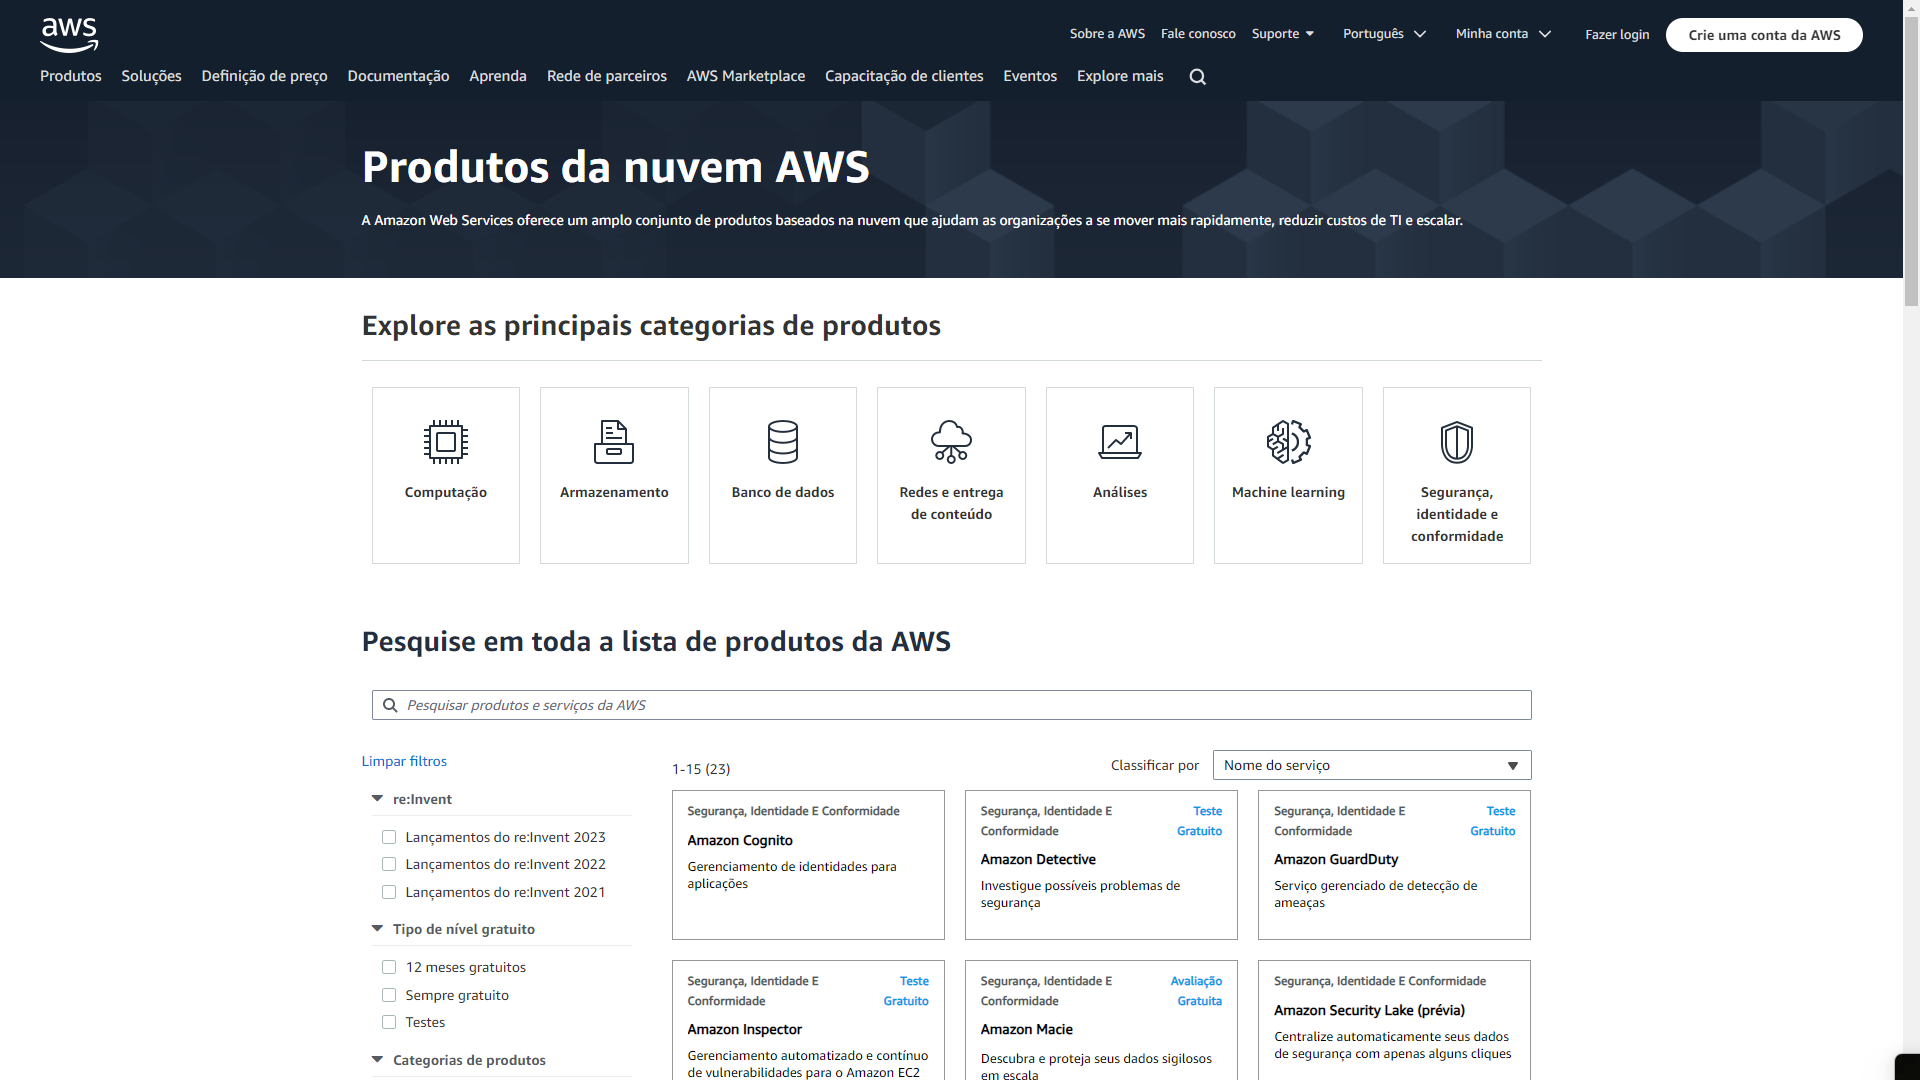 aws
Sobre a AWS
Fale conosco
Suporte
Português
Minha conta
Fazer login
Crie uma conta da AWS
Produtos
Soluções
Definição de preço
Documentação
Aprenda
Rede de parceiros
AWS Marketplace
Capacitação de clientes
Eventos
Explore mais
Produtos da nuvem AWS
A Amazon Web Services oferece um amplo conjunto de produtos baseados na nuvem que ajudam as organizações a se mover mais rapidamente, reduzir custos de TI e escalar.
Explore as principais categorias de produtos
Computação
Armazenamento
Banco de dados
Redes e entrega
de conteúdo
Análises
Machine learning
Segurança,
identidade e
conformidade
Pesquise em toda a lista de produtos da AWS
Pesquisar produtos e serviços da AWS
Limpar filtros
re:Invent
Lançamentos do re:Invent 2023
Lançamentos do re:Invent 2022
Lançamentos do re:Invent 2021
Tipo de nível gratuito
12 meses gratuitos
Sempre gratuito
Testes
Categorias de produtos
1-15 (23)
Classificar por
Nome do serviço
Segurança, Identidade E Conformidade
Amazon Cognito
Gerenciamento de identidades para
aplicações
Segurança, Identidade E
Conformidade
Teste
Gratuito
Amazon Detective
Investigue possíveis problemas de
segurança
Segurança, Identidade E
Conformidade
Teste
Gratuito
Amazon GuardDuty
Serviço gerenciado de detecção de
ameaças
Segurança, Identidade E
Conformidade
Teste
Gratuito
Amazon Inspector
Gerenciamento automatizado e contínuo
de vulnerabilidades para o Amazon EC2
Segurança, Identidade E
Conformidade
Avaliação
Gratuita
Amazon Macie
Descubra e proteja seus dados sigilosos
em escala
Segurança, Identidade E Conformidade
Amazon Security Lake (prévia)
Centralize automaticamente seus dados
de segurança com apenas alguns cliques